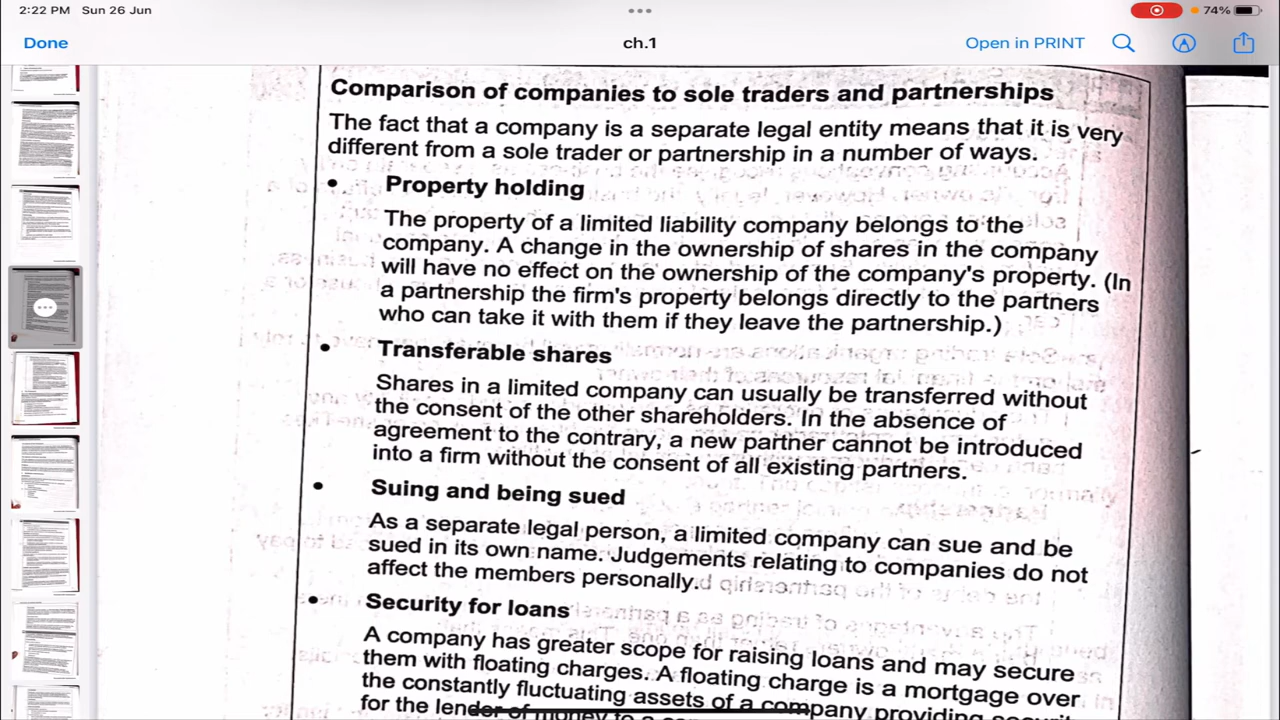 2:22 PM Sun 26 Jun
74%
Done
ch.1
Open in PRINT
Comparison of companies to sole traders and partnerships
The fact that a company is a separate legal entity means that it is very
different from a sole trader or partnership in a number of ways.
• Property holding
The property of a limited liability company belongs to the
company. A change in the ownership of shares in the company
will have no effect on the ownership of the company's property. (In
a partnership the firm's property belongs directly to the partners
who can take it with them if they leave the partnership.)
• Transferable shares
Shares in a limited company can usually be transferred without
the consent of the other shareholders. In the absence of
agreement to the contrary, a new partner cannot be introduced
into a firm without the consent of all existing partners.
• Suing and being sued
As a separate legal person, a limited company can sue and be
sued in its own name. Judgements relating to companies do not
affect the members personally.
• Security for loans
A company has greater scope for raising loans and may secure
them with floating charges. A floating charge is a mortgage over
the constantly fluctuating assets of a company providing
for the lender of money to a